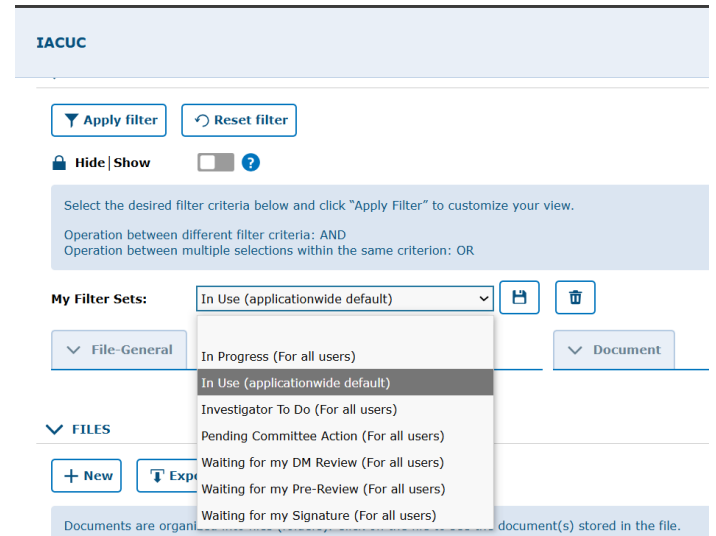 IACUC
Apply filter
Reset filter
Hide|Show
?
Select the desired filter criteria below and click “Apply Filter” to customize your view.
Operation between different filter criteria: AND
Operation between multiple selections within the same criterion: OR
My Filter Sets:
In Use (applicationwide default)
File-General
Document
In Progress (For all users)
In Use (applicationwide default)
Investigator To Do (For all users)
Pending Committee Action (For all users)
Waiting for my DM Review (For all users)
Waiting for my Pre-Review (For all users)
Waiting for my Signature (For all users)
FILES
New
Documents are
document(s) stored in the file.